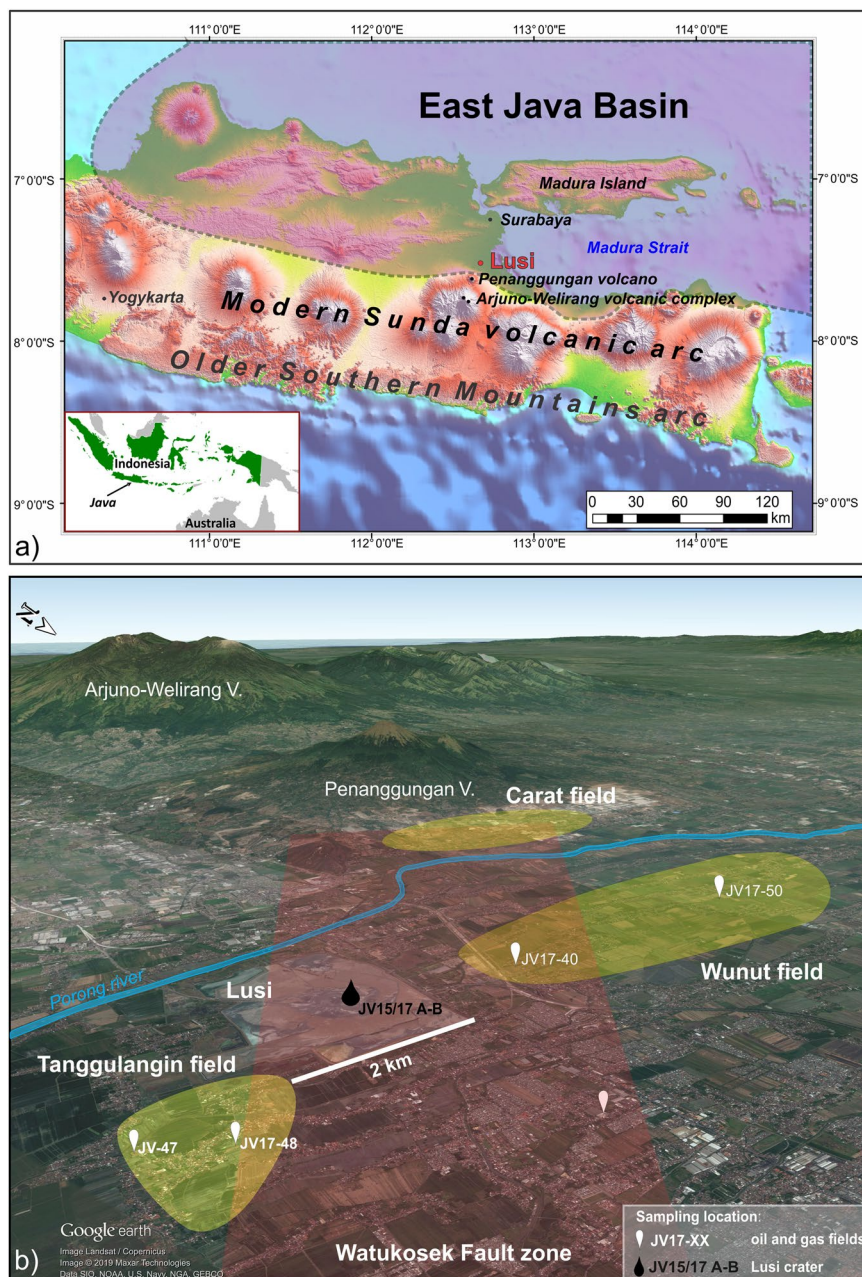 111°0'0"E 112°0'0"E 113°0'0"E 114°0'0"E
East Java Basin
7°0'0"S
7°0'0"S
Madura Island
Surabaya
Madura Strait
Lusi
Penanggungan volcano
Arjuno-Welirang volcanic complex
Yogykarta
Modern Sunda volcanic arc
8°0'0"S
8°0'0"S
Older Southern Mountains arc
Indonesia
Java
Australia
0 30 60 90 120
km
9°0'0"S
9°0'0"S
a)
111°0'0"E 112°0'0"E 113°0'0"E 114°0'0"E
N
Arjuno-Welirang V.
Penanggungan V.
Carat field
JV17-50
JV17-40
Wunut field
Porong river
Lusi
JV15/17 A-B
2 km
Tanggulangin field
JV-47
JV17-48
Google earth
Image Landsat / Copernicus
Image © 2019 Maxar Technologies
Data SIO, NOAA, U.S. Navy, NGA, GEBCO
b)
Watukosek Fault zone
Sampling location:
JV17-XX oil and gas fields
JV15/17 A-B Lusi crater